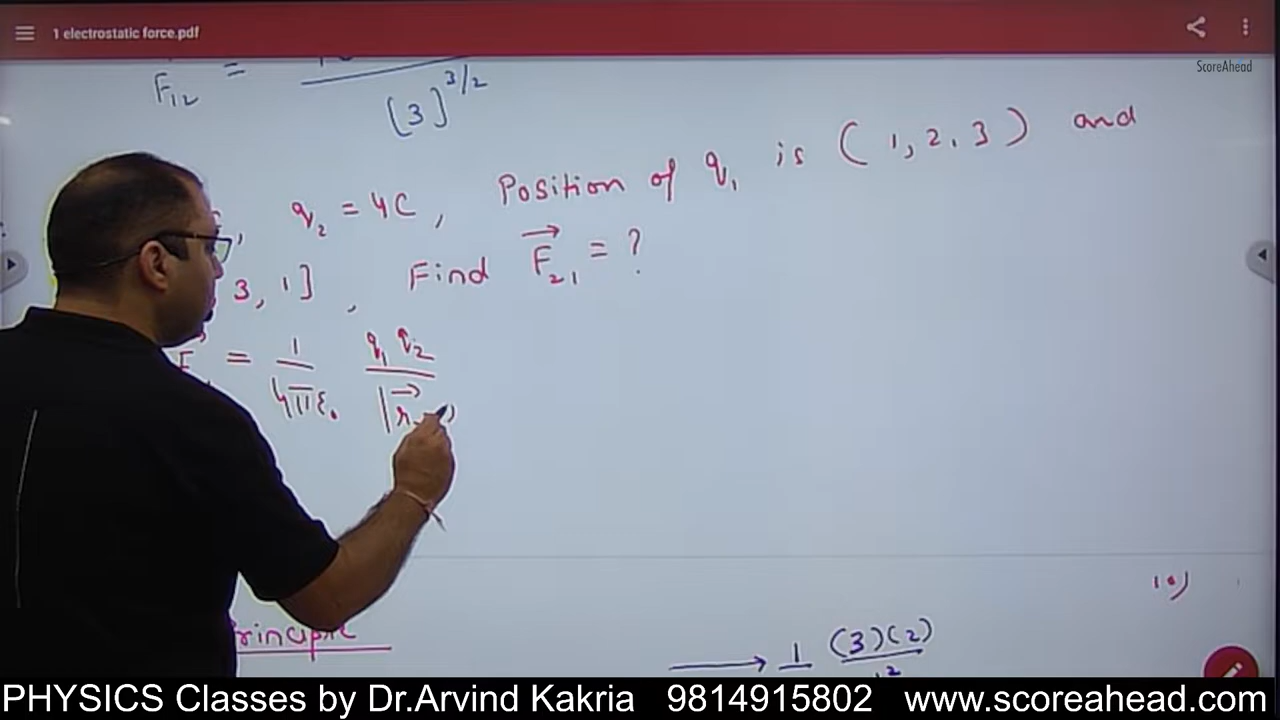 1 electrostatic force.pdf
ScoreAhead
F₁₂ = [3]^3/2
q₂ = 4C, Position of q₁ is (1, 2, 3) and
3, 1], Find F⃗₂₁ = ?
= 1/4πε₀ q₁ q₂/|r⃗
10)
→ 1 (3)(2)
PHYSICS Classes by Dr.Arvind Kakria 9814915802 www.scoreahead.com